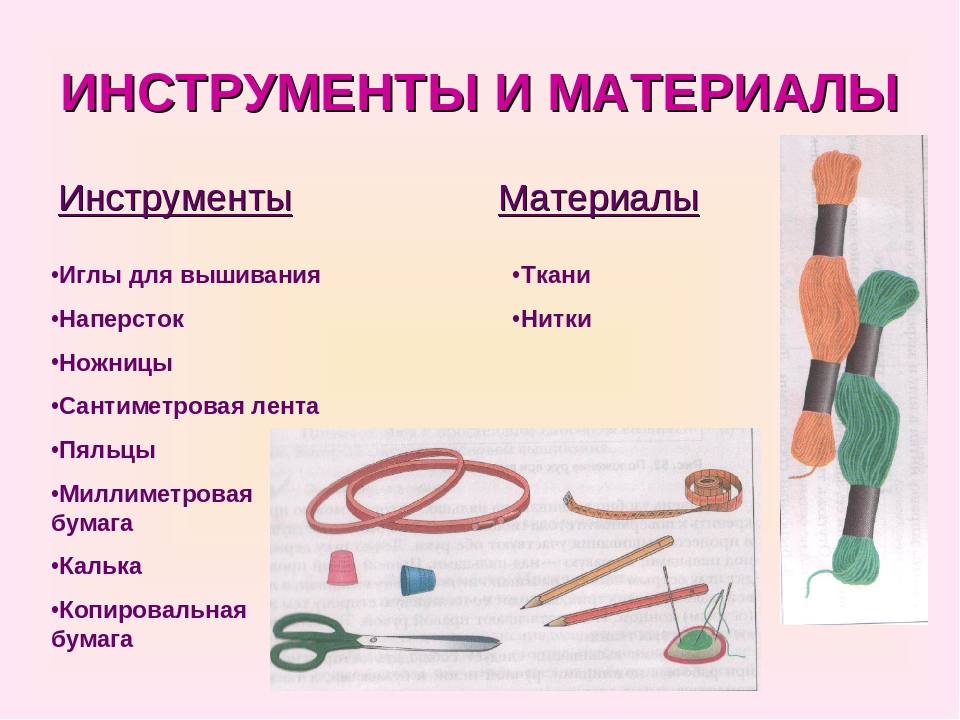 ИНСТРУМЕНТЫ И МАТЕРИАЛЫ
Инструменты
•Иглы для вышивания
•Наперсток
•Ножницы
•Сантиметровая лента
•Пяльцы
•Миллиметровая
бумага
•Калька
•Копировальная
бумага
Материалы
•Ткани
•Нитки